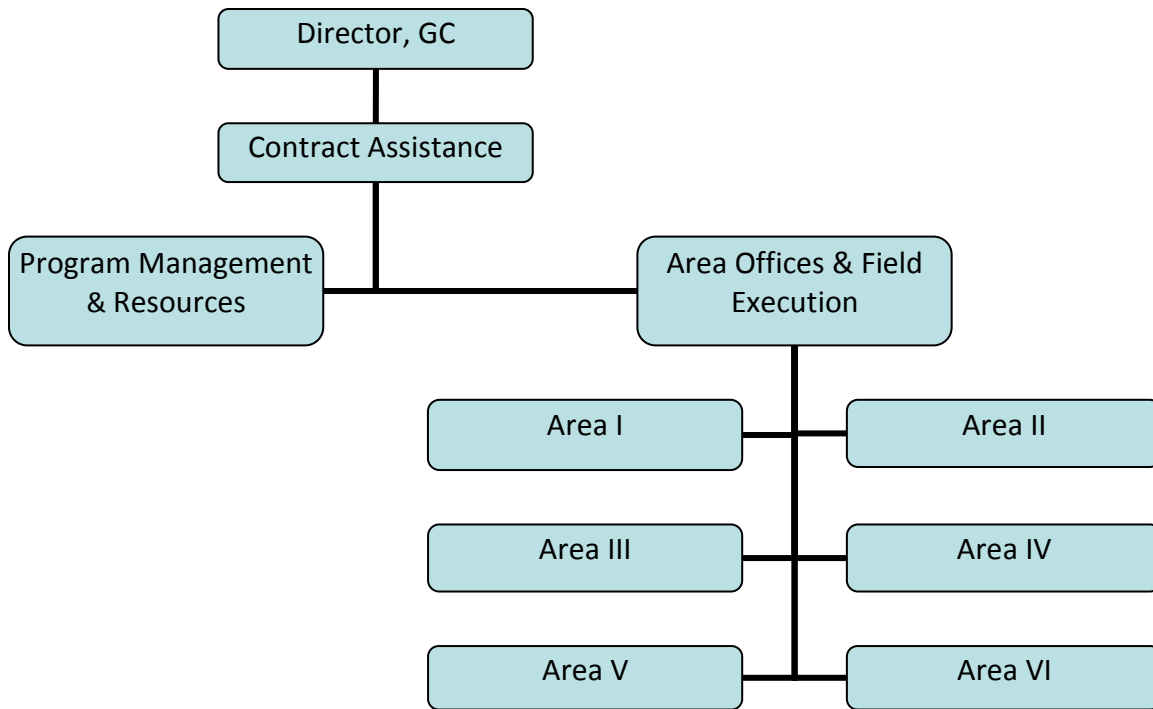 Director, GC
Contract Assistance
Program Management
& Resources
Area Offices & Field
Execution
Area I
Area II
Area III
Area IV
Area V
Area VI